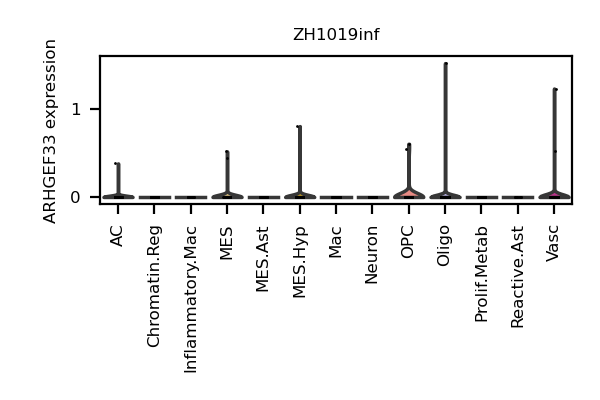 ZH1019inf
ARHGEF33 expression
1
0
AC
Chromatin.Reg
Inflammatory.Mac
MES
MES.Ast
MES.Hyp
Mac
Neuron
OPC
Oligo
Prolif.Metab
Reactive.Ast
Vasc